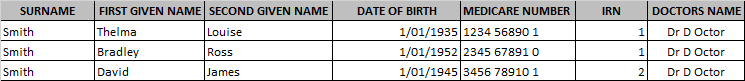 SURNAME FIRST GIVEN NAME SECOND GIVEN NAME DATE OF BIRTH MEDICARE NUMBER IRN DOCTORS NAME
Smith Thelma Louise 1/01/1935 1234 56890 1 1 Dr D Octor
Smith Bradley Ross 1/01/1952 2345 67891 0 1 Dr D Octor
Smith David James 1/01/1945 3456 78910 1 2 Dr D Octor